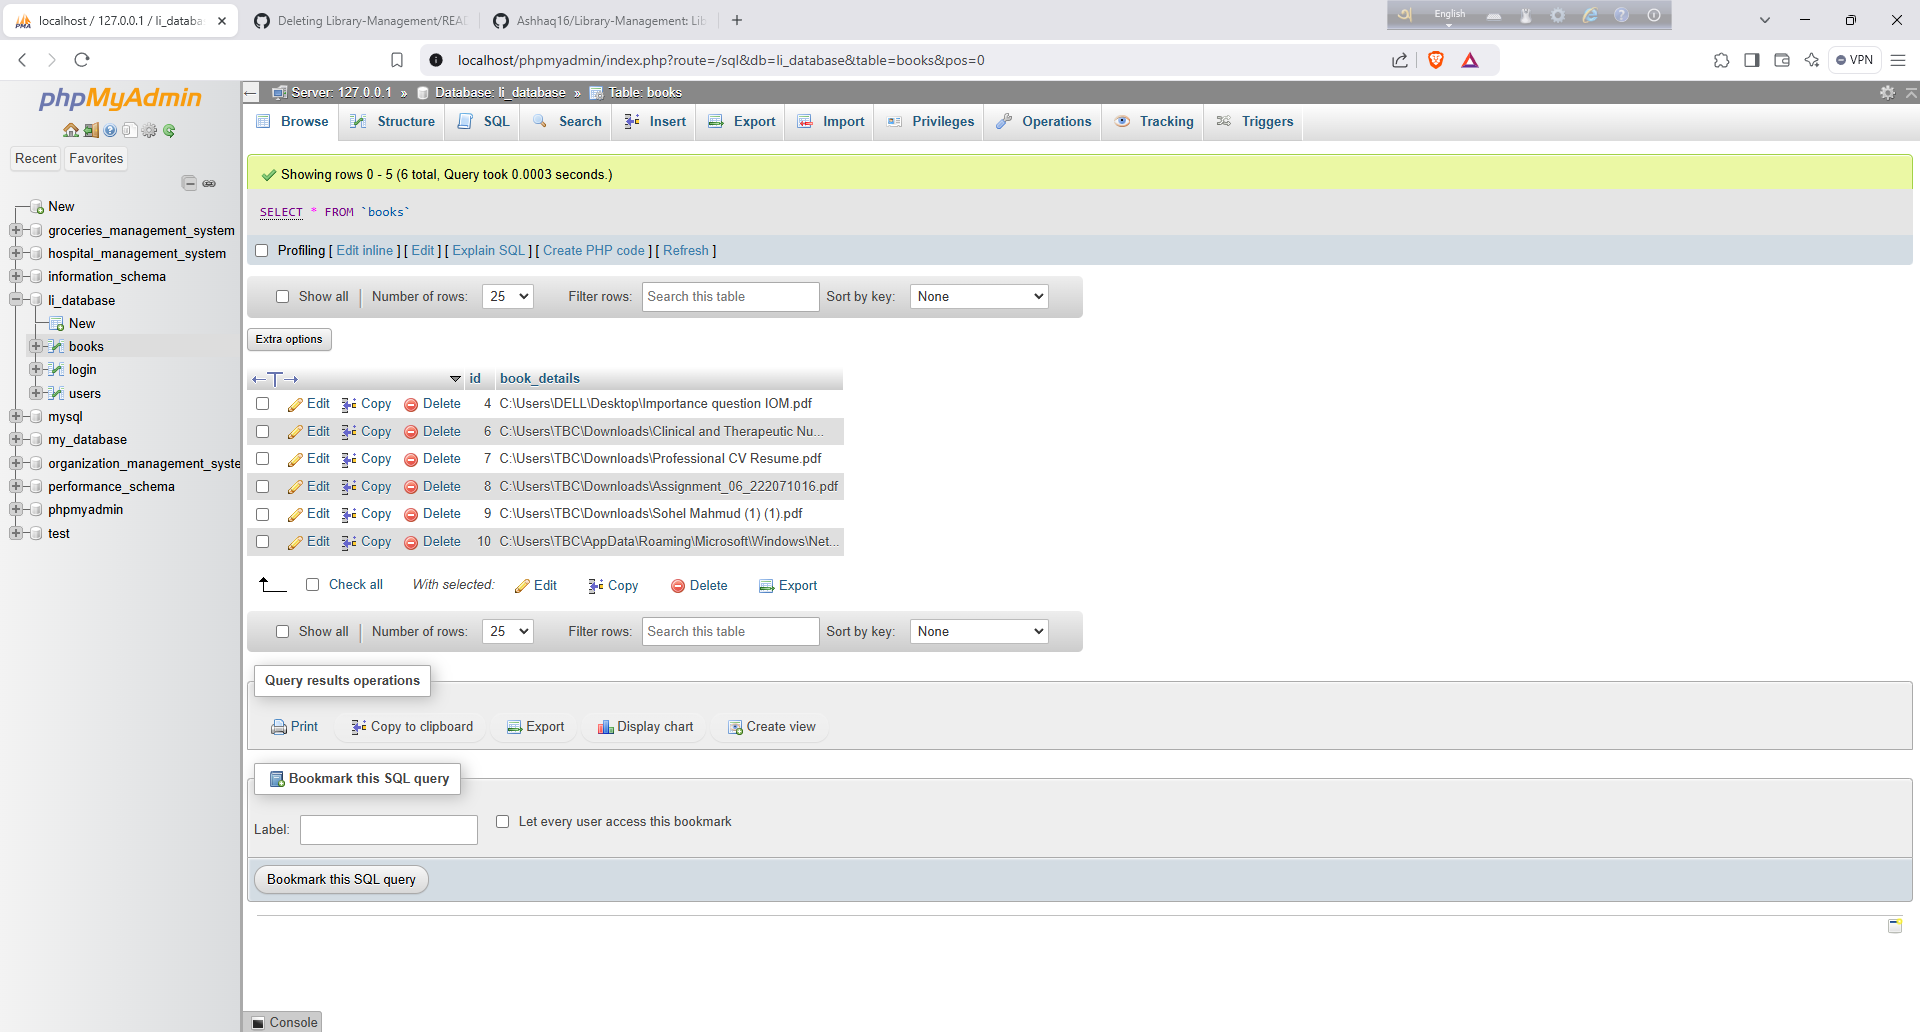 localhost / 127.0.0.1 / li_databa
Deleting Library-Management/REA
Ashhaq16/Library-Management: Lib
English
localhost/phpmyadmin/index.php?route=/sql&db=li_database&table=books&pos=0
VPN
phpMyAdmin
Recent
Favorites
New
groceries_management_system
hospital_management_system
information_schema
li_database
New
books
login
users
mysql
my_database
organization_management_syste
performance_schema
phpmyadmin
test
Server: 127.0.0.1 » Database: li_database » Table: books
Browse Structure SQL Search Insert Export Import Privileges Operations Tracking Triggers
Showing rows 0 - 5 (6 total, Query took 0.0003 seconds.)
SELECT * FROM `books`
Profiling [ Edit inline ] [ Edit ] [ Explain SQL ] [ Create PHP code ] [ Refresh ]
Show all Number of rows: 25 Filter rows: Search this table Sort by key: None
Extra options
id book_details
Edit Copy Delete 4 C:\Users\DELL\Desktop\Importance question IOM.pdf
Edit Copy Delete 6 C:\Users\TBC\Downloads\Clinical and Therapeutic Nu...
Edit Copy Delete 7 C:\Users\TBC\Downloads\Professional CV Resume.pdf
Edit Copy Delete 8 C:\Users\TBC\Downloads\Assignment_06_222071016.pdf
Edit Copy Delete 9 C:\Users\TBC\Downloads\Sohel Mahmud (1) (1).pdf
Edit Copy Delete 10 C:\Users\TBC\AppData\Roaming\Microsoft\Windows\Net...
Check all With selected: Edit Copy Delete Export
Show all Number of rows: 25 Filter rows: Search this table Sort by key: None
Query results operations
Print Copy to clipboard Export Display chart Create view
Bookmark this SQL query
Label: Let every user access this bookmark
Bookmark this SQL query
Console